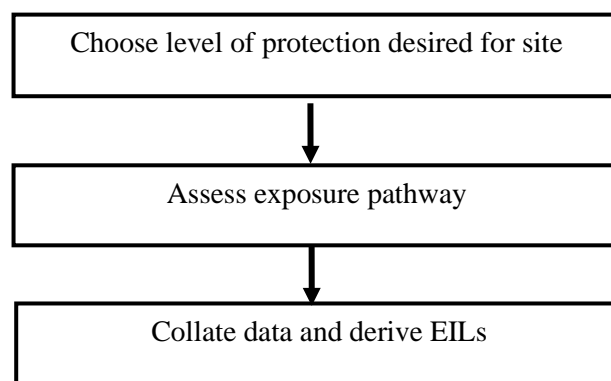 Choose level of protection desired for site
Assess exposure pathway
Collate data and derive EILs